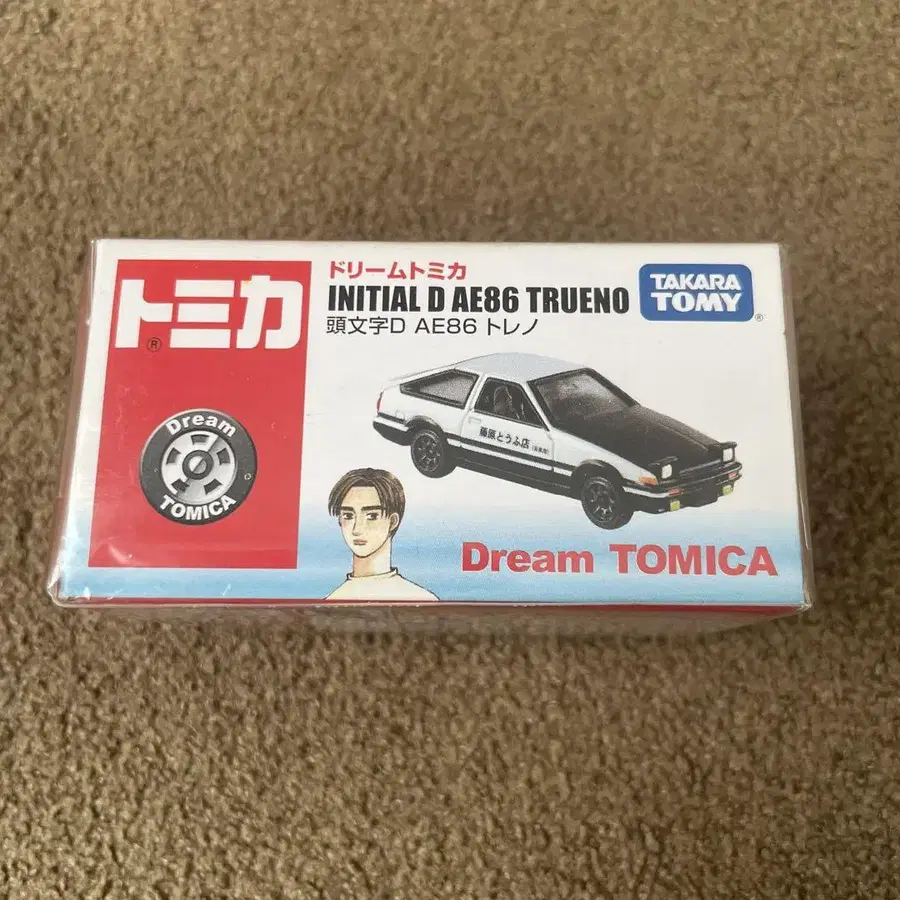 トミカ®
Dream
TOMICA
ドリームトミカ
INITIAL D AE86 TRUENO
頭文字D AE86 トレノ
TAKARA
TOMY®
藤原とうふ店
Dream TOMICA